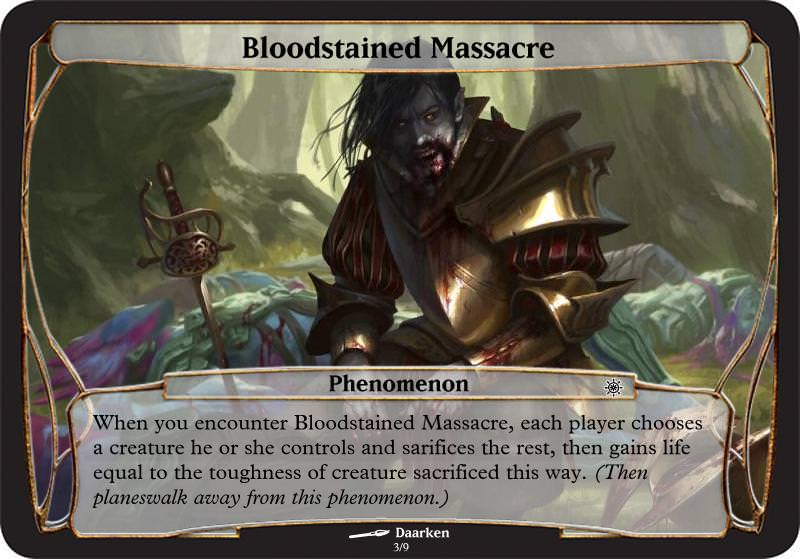 Bloodstained Massacre
Phenomenon
When you encounter Bloodstained Massacre, each player chooses
a creature he or she controls and sarifices the rest, then gains life
equal to the toughness of creature sacrificed this way. (Then
planeswalk away from this phenomenon.)
Daarken
3/9